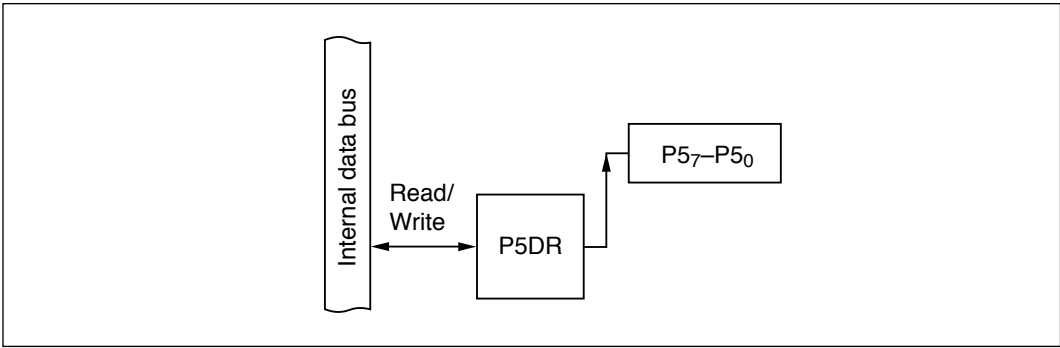 Internal data bus
Read/
Write
P5DR
P5₇–P5₀